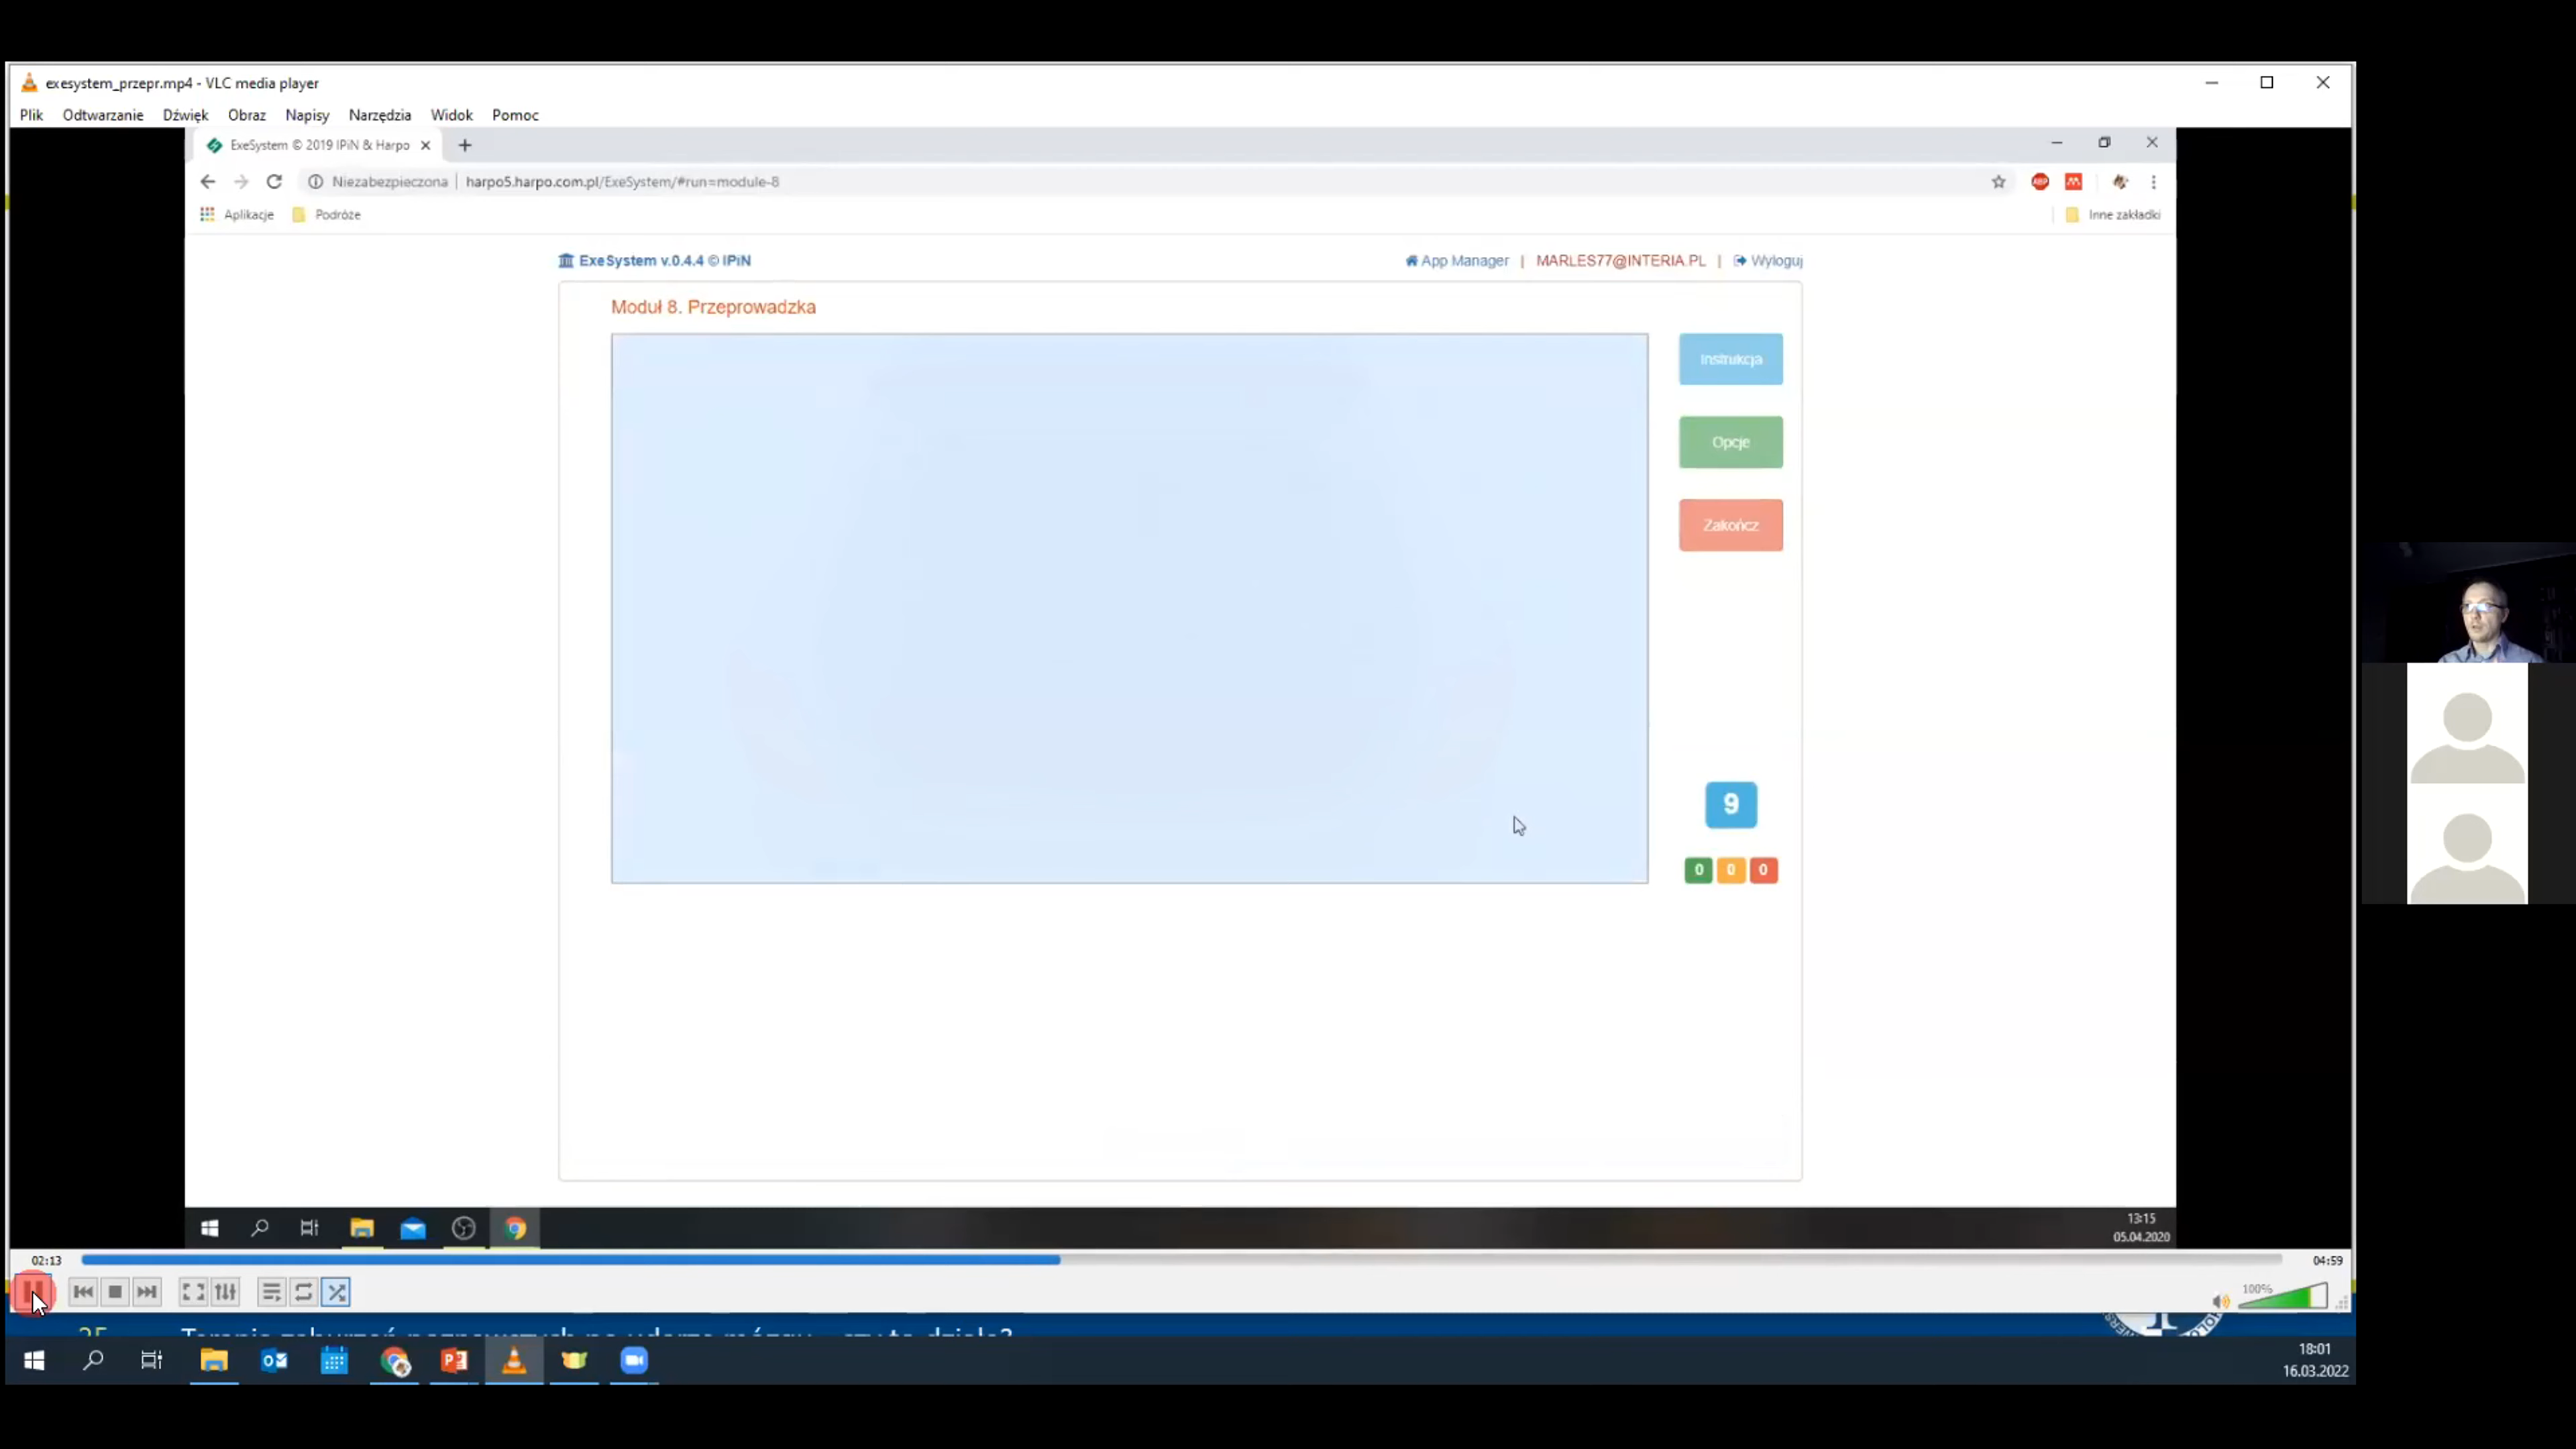 exesystem_przepr.mp4 - VLC media player
Plik Odtwarzanie Dźwięk Obraz Napisy Narzędzia Widok Pomoc
ExeSystem © 2019 IPiN & Harpo
Niezabezpieczona harpo5.harpo.com.pl/ExeSystem/#run=module-8
ABP
Aplikacje Podróże Inne zakładki
ExeSystem v.0.4.4 © IPiN App Manager | MARLES77@INTERIA.PL | Wyloguj
Moduł 8. Przeprowadzka
Instrukcja
Opcje
Zakończ
9
0 0 0
13:15
05.04.2020
02:13 04:59
100%
18:01
16.03.2022